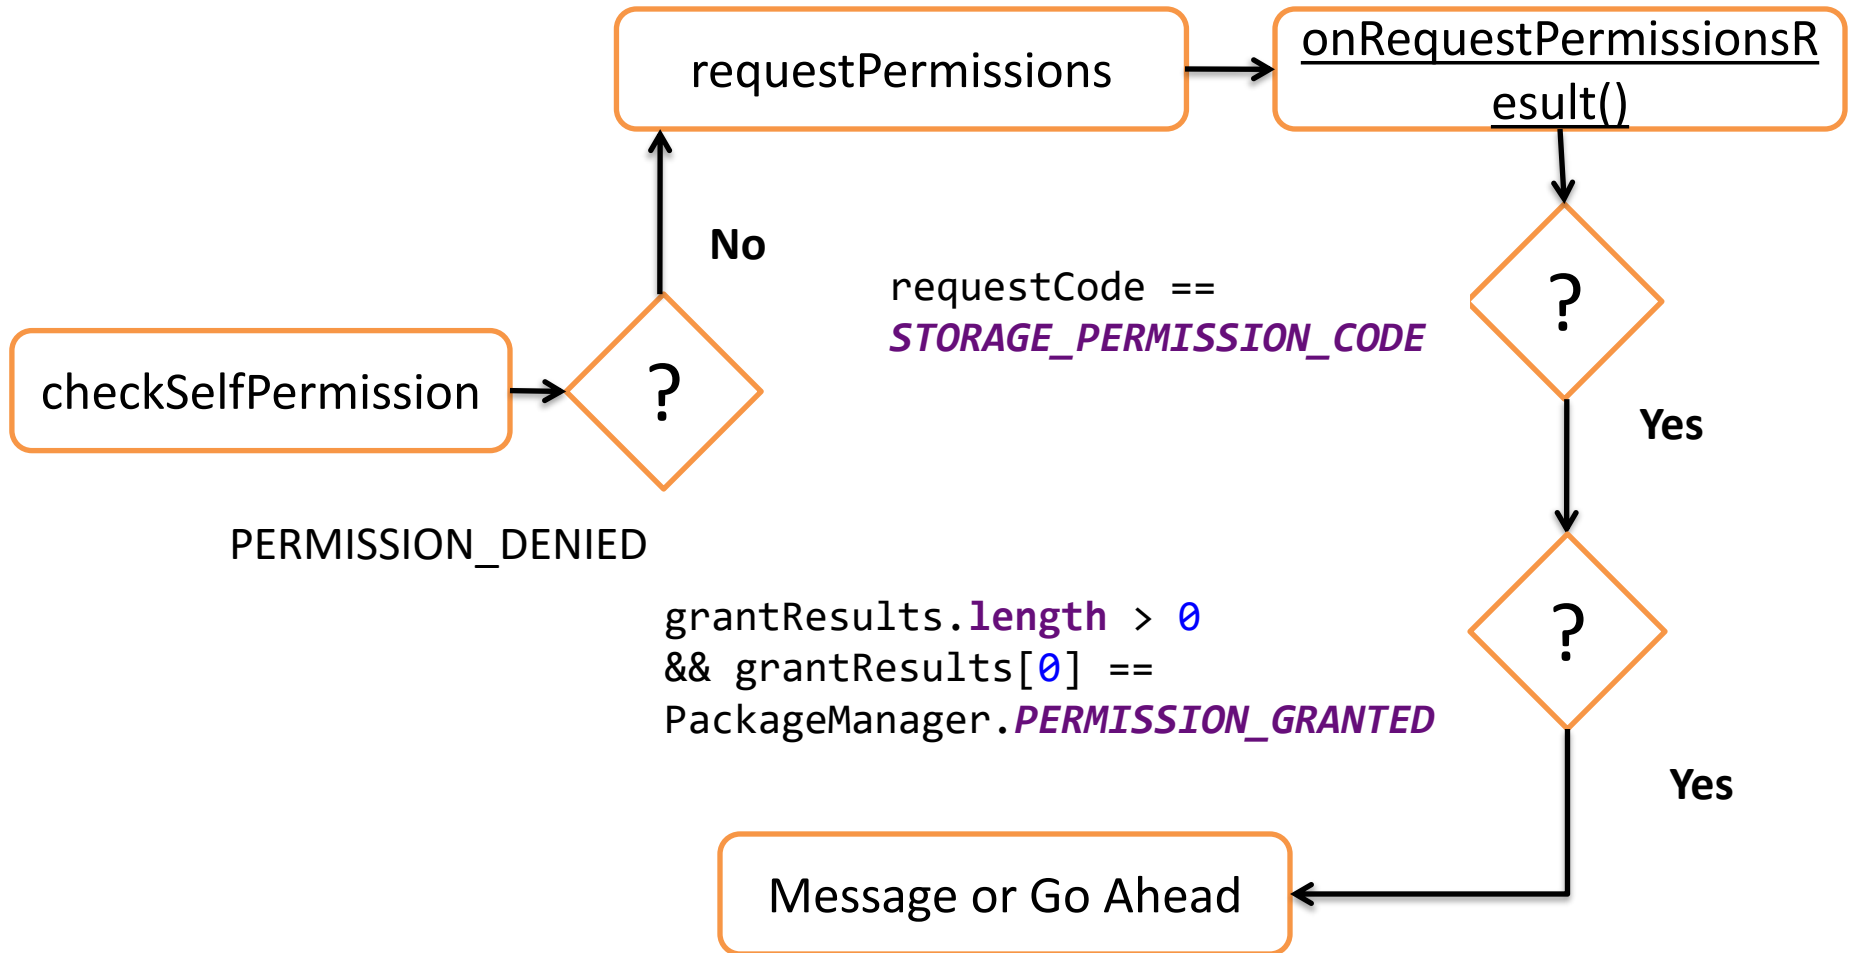 requestPermissions
onRequestPermissionsR
esult()
No
?
requestCode ==
STORAGE_PERMISSION_CODE
checkSelfPermission
?
Yes
PERMISSION_DENIED
grantResults.length > 0
&& grantResults[0] ==
PackageManager.PERMISSION_GRANTED
?
Yes
Message or Go Ahead